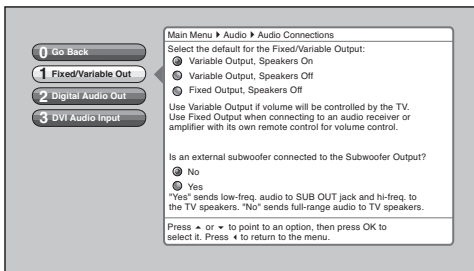 Main Menu ▸ Audio ▸ Audio Connections
0 Go Back
1 Fixed/Variable Out
2 Digital Audio Out
3 DVI Audio Input
Select the default for the Fixed/Variable Output:
Variable Output, Speakers On
Variable Output, Speakers Off
Fixed Output, Speakers Off
Use Variable Output if volume will be controlled by the TV.
Use Fixed Output when connecting to an audio receiver or
amplifier with its own remote control for volume control.
Is an external subwoofer connected to the Subwoofer Output?
No
Yes
"Yes" sends low-freq. audio to SUB OUT jack and hi-freq. to
the TV speakers. "No" sends full-range audio to TV speakers.
Press ▴ or ▾ to point to an option, then press OK to
select it. Press ◂ to return to the menu.